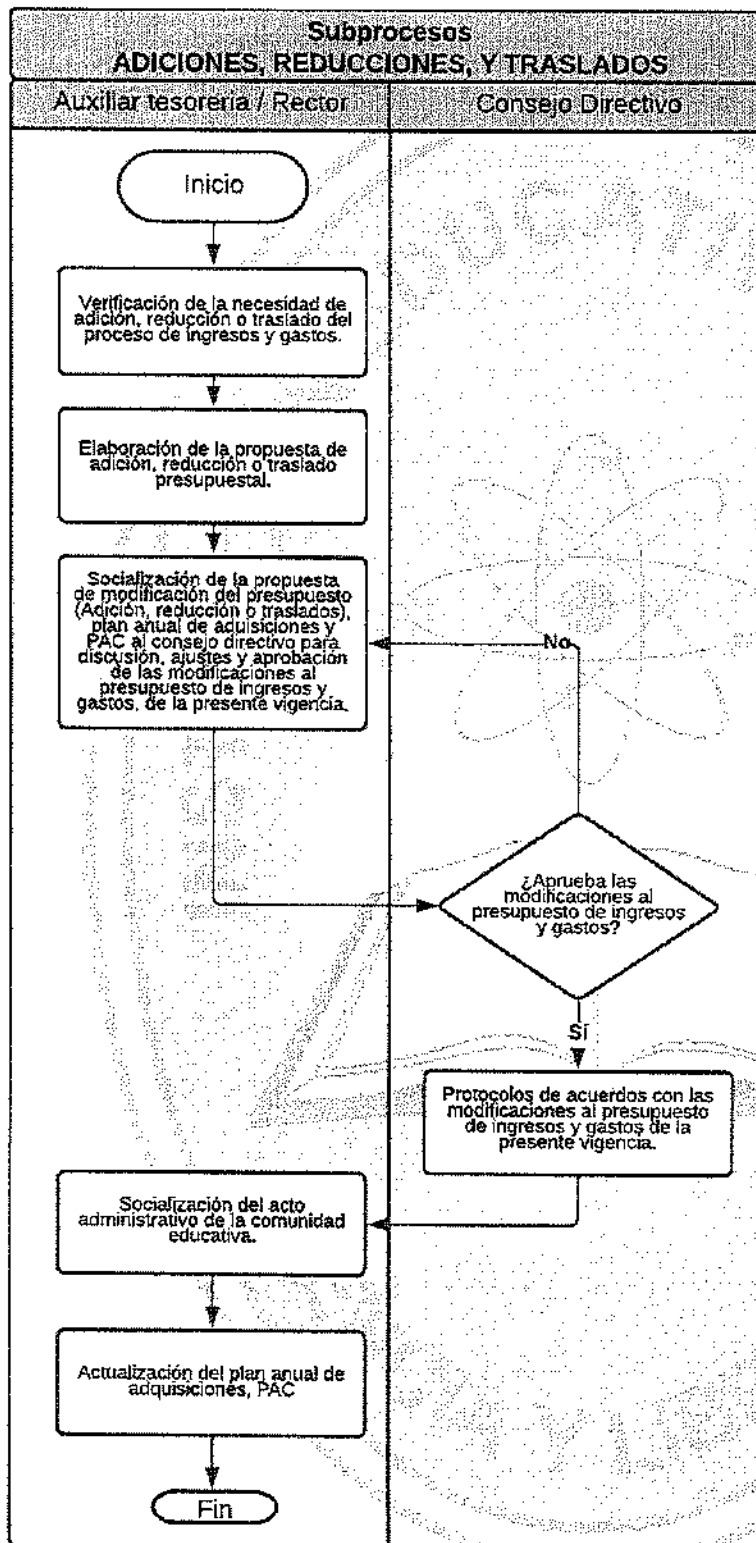 Subprocesos
ADICIONES, REDUCCIONES, Y TRASLADOS
Auxiliar tesoreria / Rector
Consejo Directivo
Inicio
Verificación de la necesidad de
adición, reducción o traslado del
proceso de ingresos y gastos.
Elaboración de la propuesta de
adición, reducción o traslado
presupuestal.
Socialización de la propuesta
de modificación del presupuesto
(Adición, reducción o traslados),
plan anual de aduisiciones y
PAC al consejo directivo para
discusión, ajustes y aprobación
de las modificaciones al
presupuesto de ingresos y
gastos, de la presente vigencia.
No
¿Aprueba las
modificaciones al
presupuesto de ingresos
y gastos?
Sí
Protocolos de acuerdos con las
modificaciones al presupuesto
de ingresos y gastos de la
presente vigencia.
Socialización del acto
administrativo de la comunidad
educativa.
Actualización del plan anual de
adquisiciones, PAC
Fin